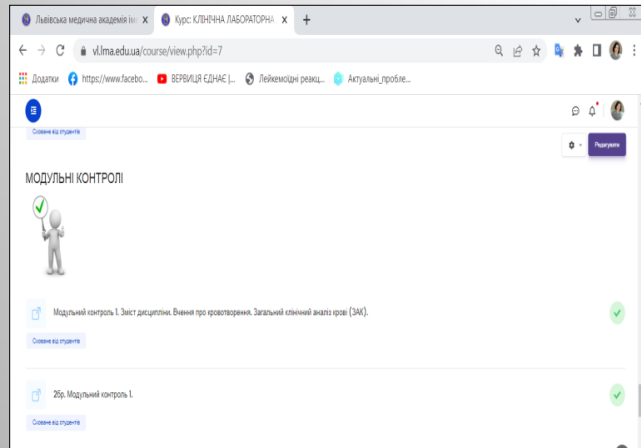 Львівська медична академія ім
Курс: КЛІНІЧНА ЛАБОРАТОРНА
vl.lma.edu.ua/course/view.php?id=7
Додатки
https://www.facebo...
ВЕРВИЦЯ ЄДНАЄ |...
Лейкемоїдні реакц...
Актуальні_пробле...
Сховане від студентів
Редагувати
МОДУЛЬНІ КОНТРОЛІ
Модульний контроль 1. Зміст дисципліни. Вчення про кровотворення. Загальний клінічний аналіз крові (ЗАК).
Сховане від студентів
2бр. Модульний контроль 1.
Сховане від студентів